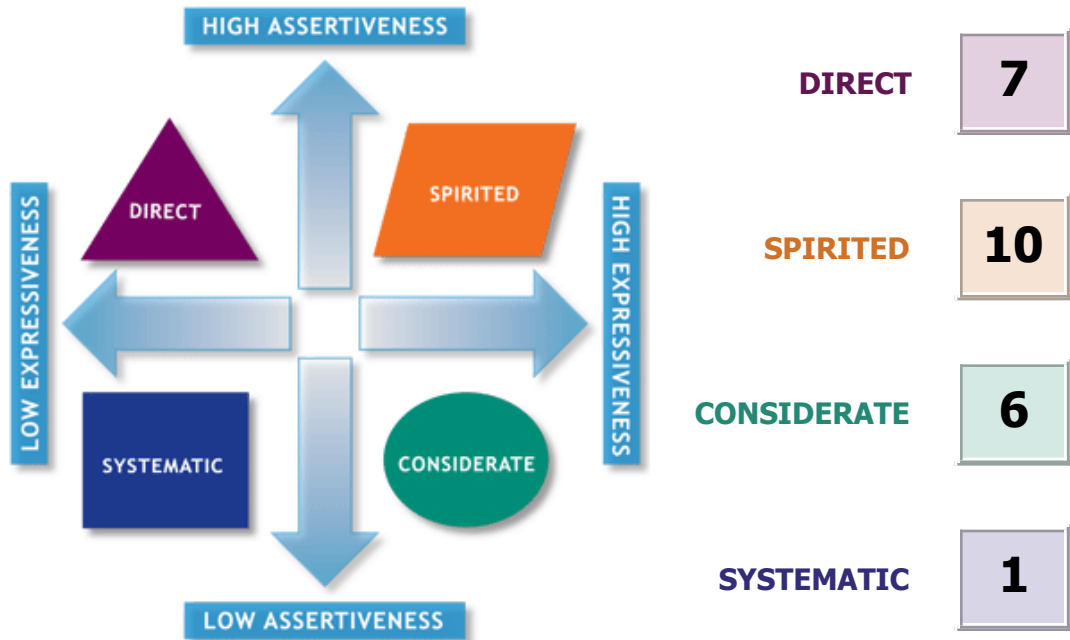 HIGH ASSERTIVENESS
DIRECT
SPIRITED
LOW EXPRESSIVENESS
HIGH EXPRESSIVENESS
SYSTEMATIC
CONSIDERATE
LOW ASSERTIVENESS
DIRECT 7
SPIRITED 10
CONSIDERATE 6
SYSTEMATIC 1